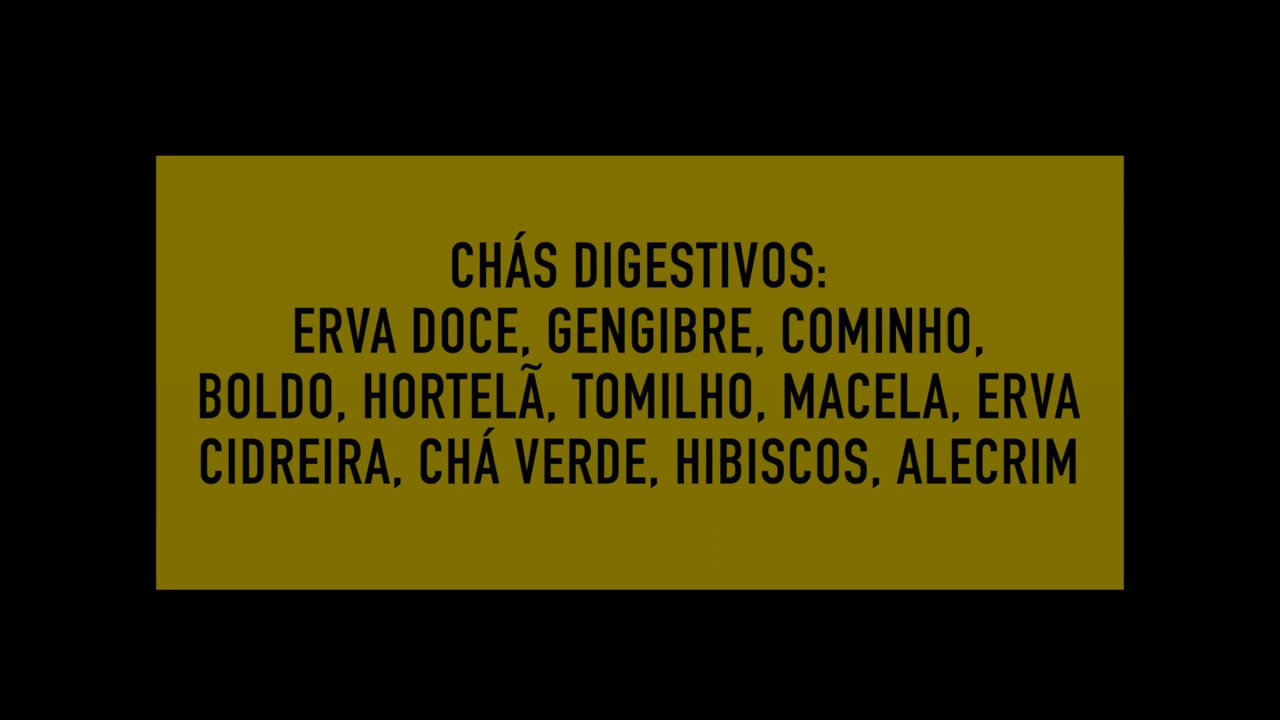 CHÁS DIGESTIVOS:
ERVA DOCE, GENGIBRE, COMINHO,
BOLDO, HORTELÃ, TOMILHO, MACELA, ERVA
CIDREIRA, CHÁ VERDE, HIBISCOS, ALECRIM